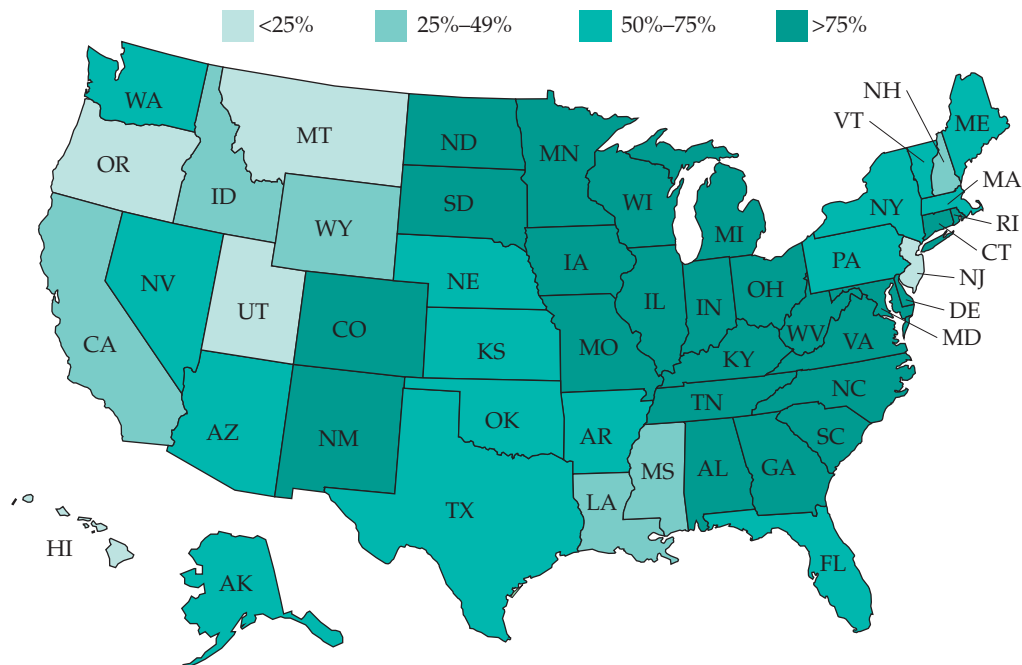 <25% 25%–49% 50%–75% >75%
NH
WA
VT
ME
MT
ND
MN
OR
MA
ID
SD
WI
NY
WY
MI
RI
CT
IA
PA
NE
NJ
NV
OH
IL
IN
UT
DE
CO
WV
MD
CA
VA
KS
MO
KY
NC
TN
OK
AZ
NM
AR
SC
MS
AL
GA
LA
TX
HI
FL
AK